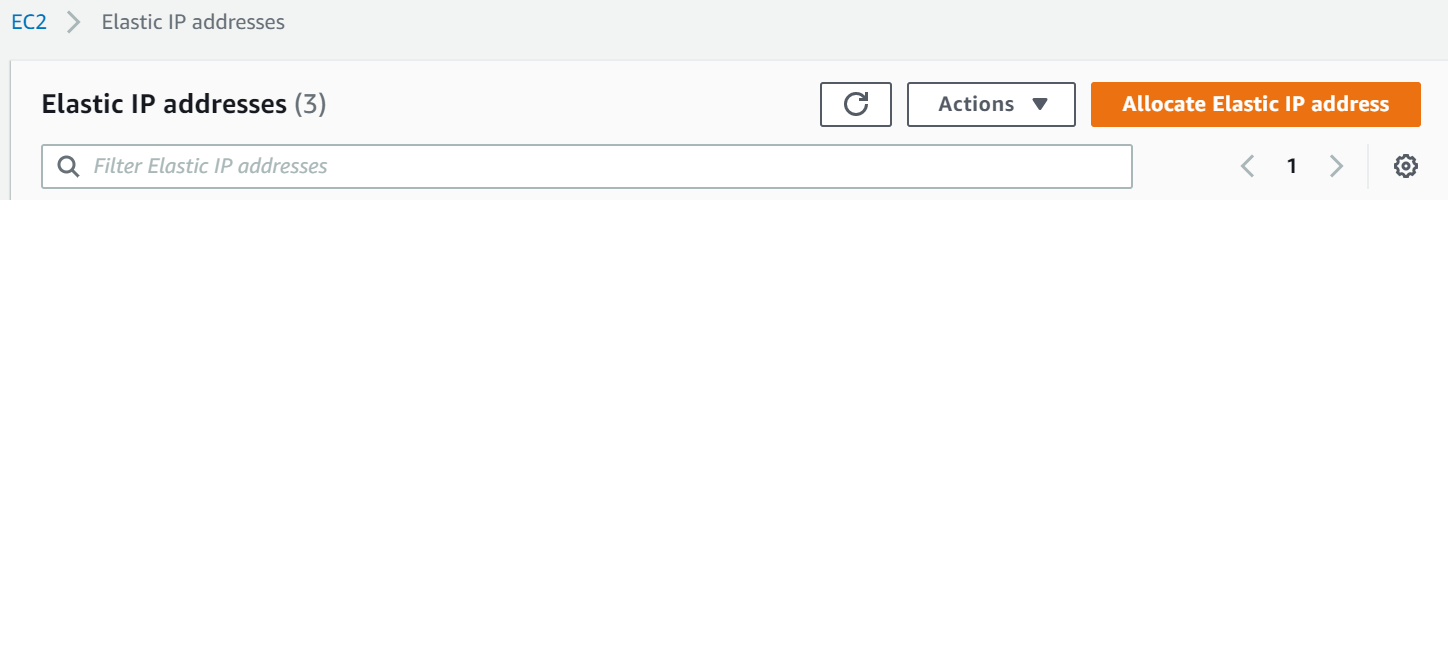 EC2 Elastic IP addresses
Elastic IP addresses (3)
Actions
Allocate Elastic IP address
Filter Elastic IP addresses
1